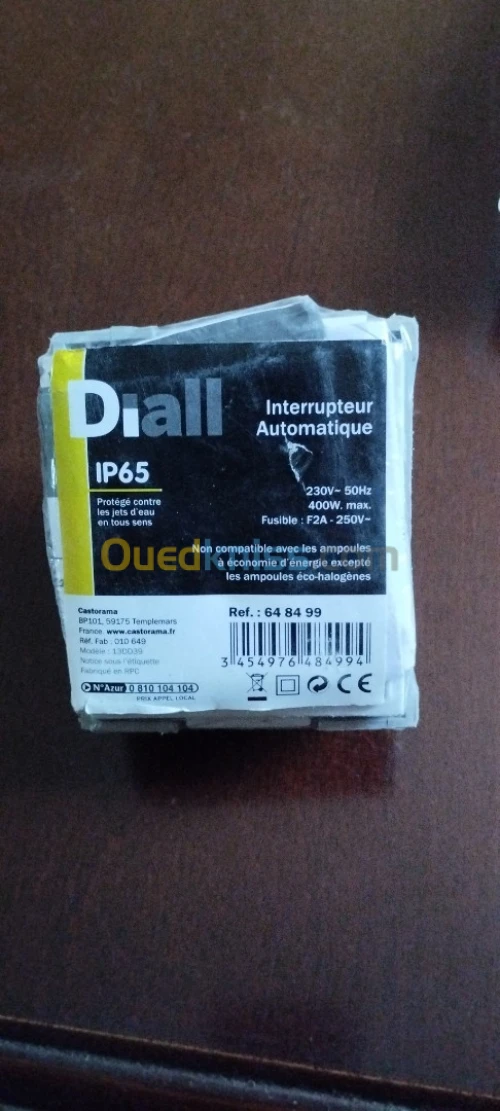 Diall
Interrupteur
Automatique
IP65
Protégé contre
les jets d'eau
en tous sens
230V~ 50Hz
400W. max.
Fusible : F2A - 250V~
Non compatible avec les ampoules
à économie d'énergie excepté
les ampoules éco-halogènes
Castorama
BP101, 59175 Templemars
France. www.castorama.fr
Réf. Fab : 010 649
Modèle : 13DD39
Notice sous l'étiquette
Fabriqué en RPC
N°Azur 0 810 104 104
PRIX APPEL LOCAL
Ref. : 64 84 99
3 454976 484994
CE